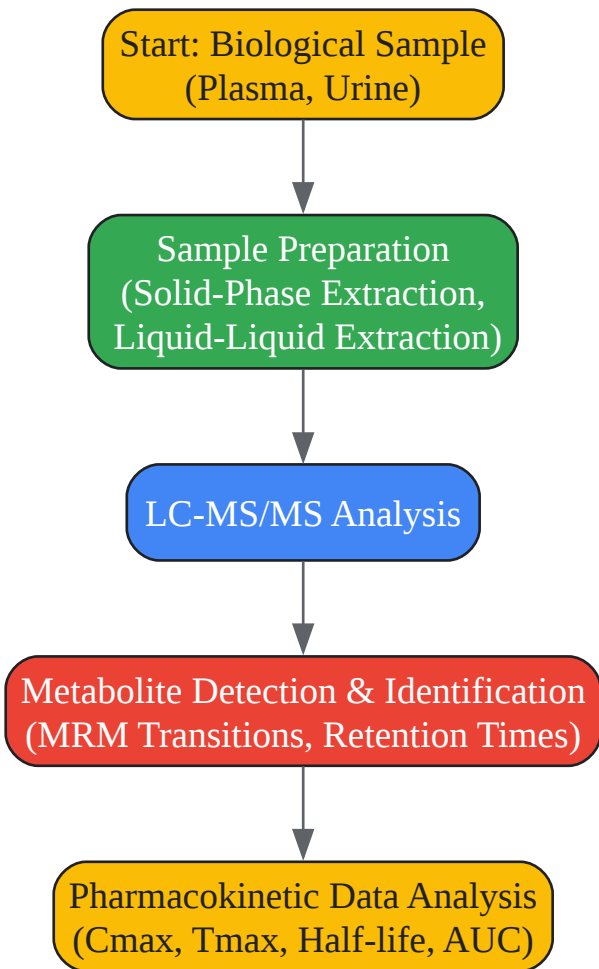 Start: Biological Sample
(Plasma, Urine)
Sample Preparation
(Solid-Phase Extraction,
Liquid-Liquid Extraction)
LC-MS/MS Analysis
Metabolite Detection & Identification
(MRM Transitions, Retention Times)
Pharmacokinetic Data Analysis
(Cmax, Tmax, Half-life, AUC)